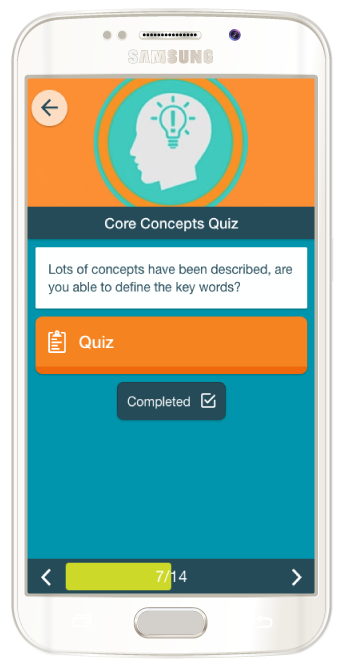 SAMSUNG
Core Concepts Quiz
Lots of concepts have been described, are
you able to define the key words?
Quiz
Completed
7/14